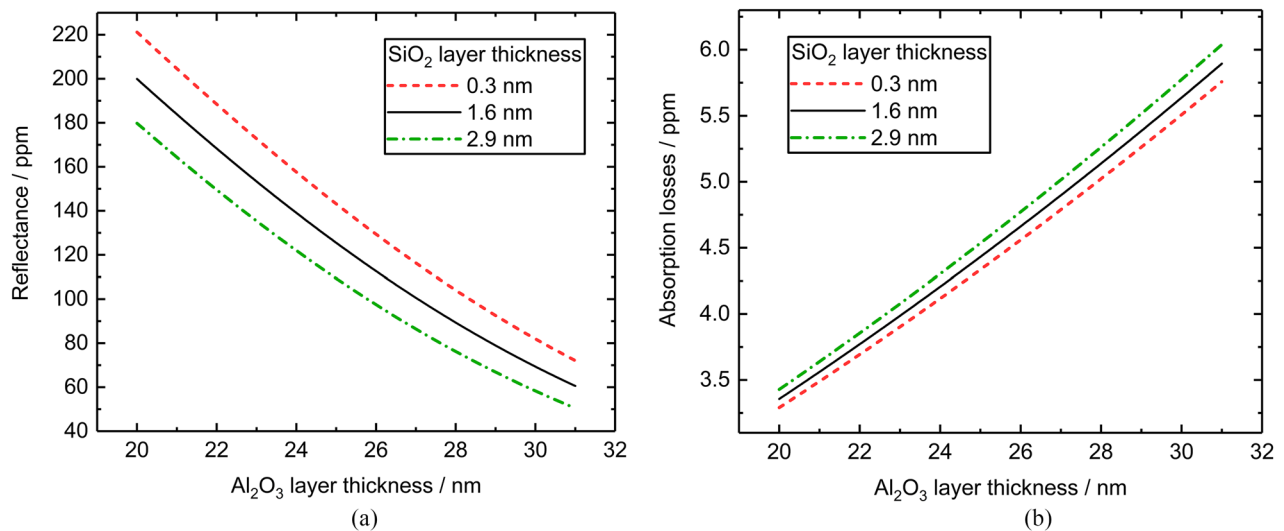 220
200
180
160
140
120
100
80
60
40
Reflectance / ppm
SiO₂ layer thickness
0.3 nm
1.6 nm
2.9 nm
20 22 24 26 28 30 32
Al₂O₃ layer thickness / nm
(a)
6.0
5.5
5.0
4.5
4.0
3.5
Absorption losses / ppm
SiO₂ layer thickness
0.3 nm
1.6 nm
2.9 nm
20 22 24 26 28 30 32
Al₂O₃ layer thickness / nm
(b)